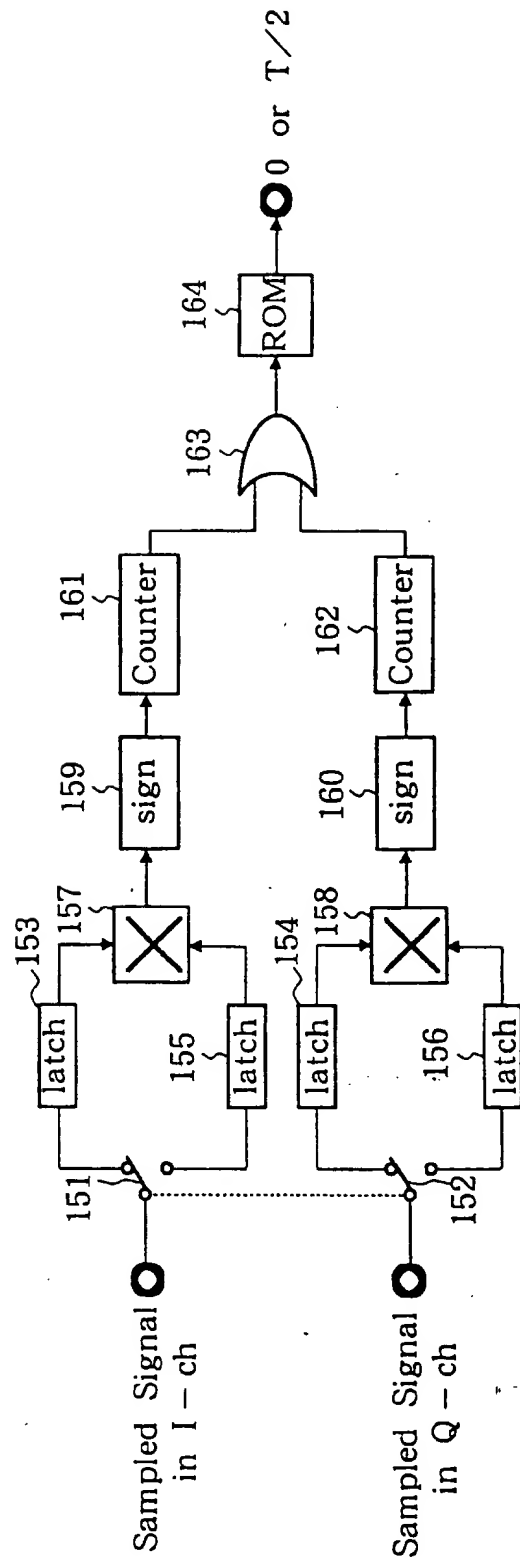 Sampled Signal
in I-ch
151
153
latch
155
latch
157
159
sign
161
Counter
163
164
ROM
0 or T/2
Sampled Signal
in Q-ch
152
154
latch
156
latch
158
160
sign
162
Counter